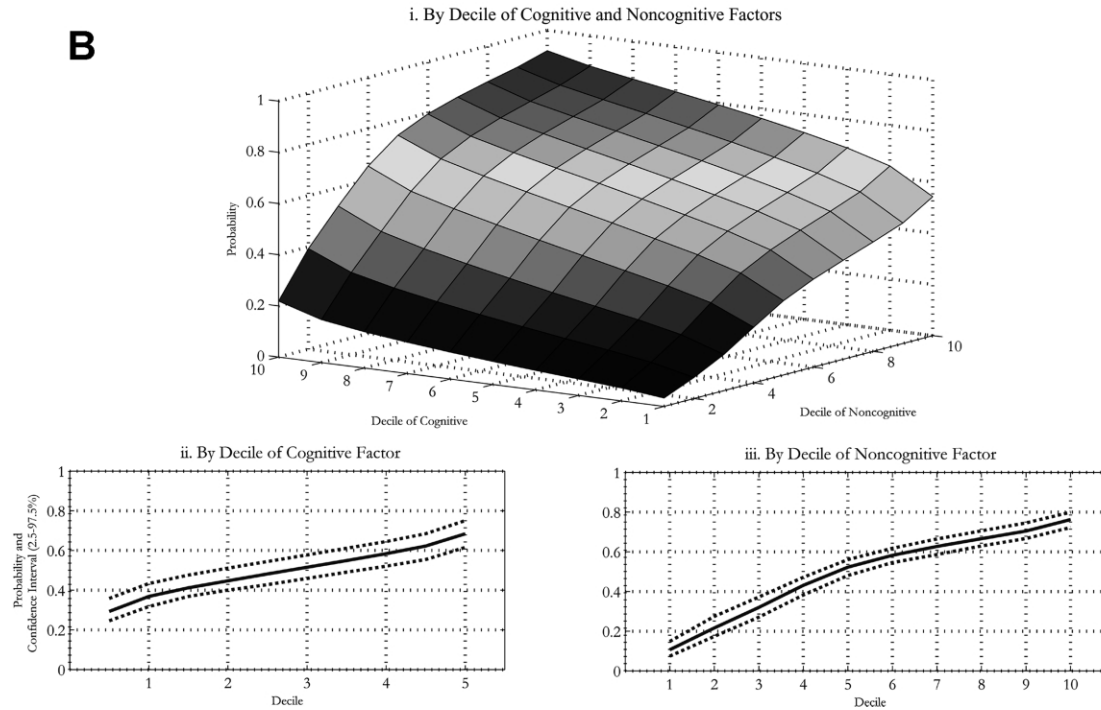 i. By Decile of Cognitive and Noncognitive Factors
B
1
0.8
0.6
0.4
0.2
0
Probability
10 9 8 7 6 5 4 3 2 1
Decile of Cognitive
2 4 6 8 10
Decile of Noncognitive
ii. By Decile of Cognitive Factor
Probability and
Confidence Interval (2.5-97.5%)
1
0.8
0.6
0.4
0.2
0
1 2 3 4 5
Decile
iii. By Decile of Noncognitive Factor
1
0.8
0.6
0.4
0.2
0
1 2 3 4 5 6 7 8 9 10
Decile